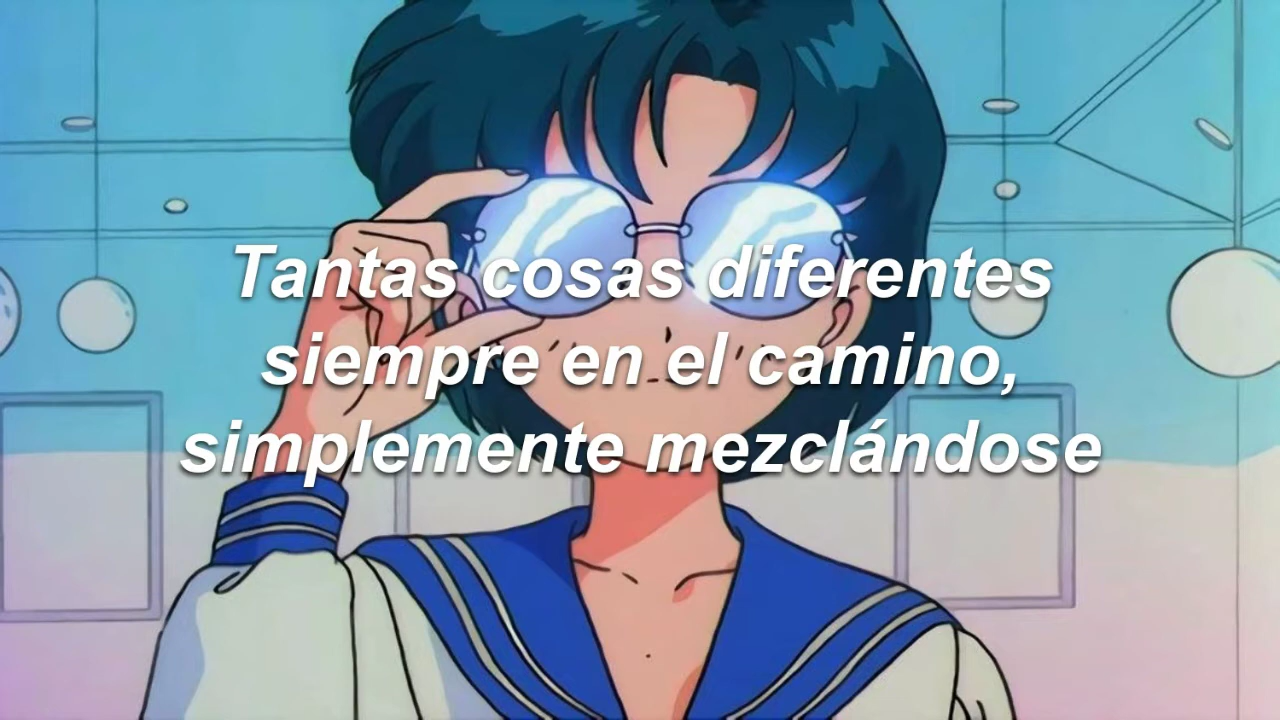 Tantas cosas diferentes
siempre en el camino,
simplemente mezclándose